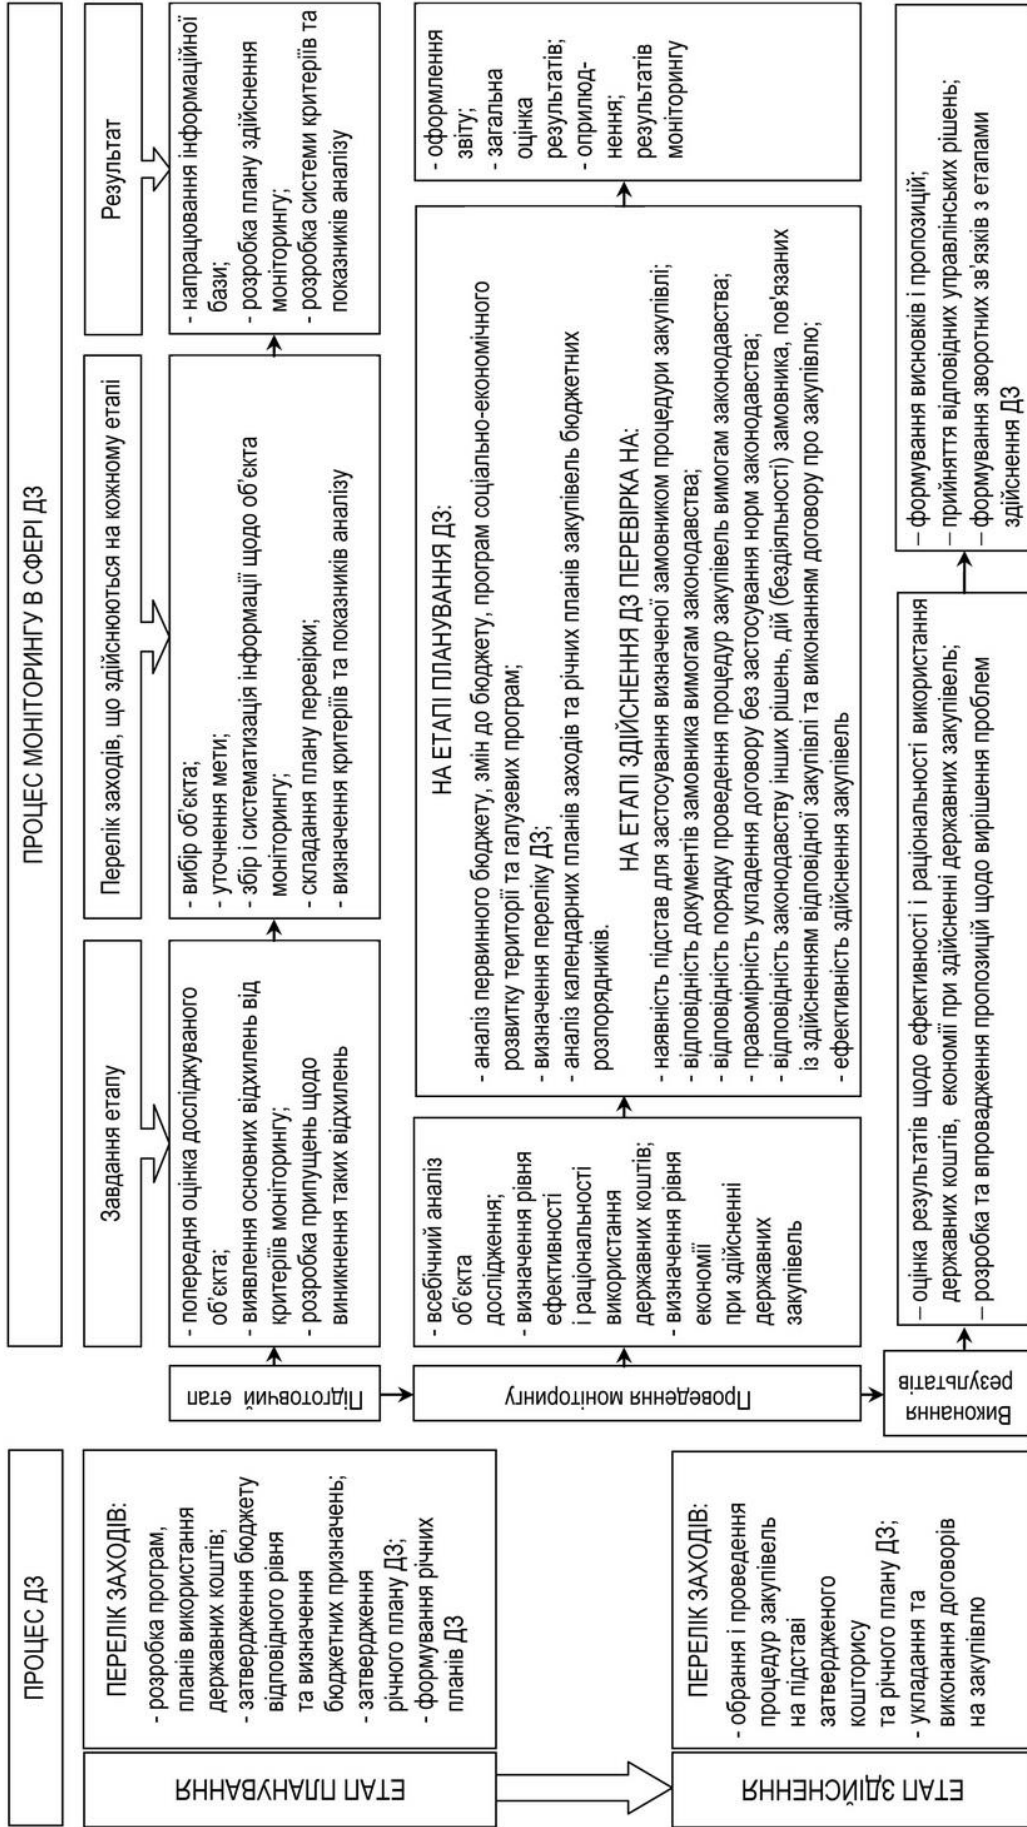 ПРОЦЕС ДЗ
ЕТАП ПЛАНУВАННЯ
ПЕРЕЛІК ЗАХОДІВ:
- розробка програм,
планів використання
державних коштів;
- затвердження бюджету
відповідного рівня
та визначення
бюджетних призначень;
- затвердження
річного плану ДЗ;
- формування річних
планів ДЗ
ЕТАП ЗДІЙСНЕННЯ
ПЕРЕЛІК ЗАХОДІВ:
- обрання і проведення
процедур закупівель
на підставі
затвердженого
кошторису
та річного плану ДЗ;
- укладання та
виконання договорів
на закупівлю
ПРОЦЕС МОНІТОРИНГУ В СФЕРІ ДЗ
Завдання етапу
Перелік заходів, що здійснюються на кожному етапі
Результат
Підготовчий
етап
- попередня оцінка досліджуваного
об'єкта;
- виявлення основних відхилень від
критеріїв моніторингу;
- розробка припущень щодо
виникнення таких відхилень
- вибір об'єкта;
- уточнення мети;
- збір і систематизація інформації щодо об'єкта
моніторингу;
- складання плану перевірки;
- визначення критеріїв та показників аналізу
- напрацювання інформаційної
бази;
- розробка плану здійснення
моніторингу;
- розробка системи критеріїв та
показників аналізу
Проведення моніторингу
- всебічний аналіз
об'єкта
дослідження;
- визначення рівня
ефективності
і раціональності
використання
державних коштів;
- визначення рівня
економії
при здійсненні
державних
закупівель
НА ЕТАПІ ПЛАНУВАННЯ ДЗ:
- аналіз первинного бюджету, змін до бюджету, програм соціально-економічного
розвитку території та галузевих програм;
- визначення переліку ДЗ;
- аналіз календарних планів заходів та річних планів закупівель бюджетних
розпорядників.
НА ЕТАПІ ЗДІЙСНЕННЯ ДЗ ПЕРЕВІРКА НА:
- наявність підстав для застосування визначеної замовником процедури закупівлі;
- відповідність документів замовника вимогам законодавства;
- відповідність порядку проведення процедур закупівель вимогам законодавства;
- правомірність укладення договору без застосування норм законодавства;
- відповідність законодавству інших рішень, дій (бездіяльності) замовника, пов'язаних
із здійсненням відповідної закупівлі та виконанням договору про закупівлю;
- ефективність здійснення закупівель
- оформлення
звіту;
- загальна
оцінка
результатів;
- оприлюд-
нення;
результатів
моніторингу
Виконання
результатів
– оцінка результатів щодо ефективності і раціональності використання
державних коштів, економії при здійсненні державних закупівель;
– розробка та впровадження пропозицій щодо вирішення проблем
– формування висновків і пропозицій;
– прийняття відповідних управлінських рішень;
– формування зворотних зв'язків з етапами
здійснення ДЗ